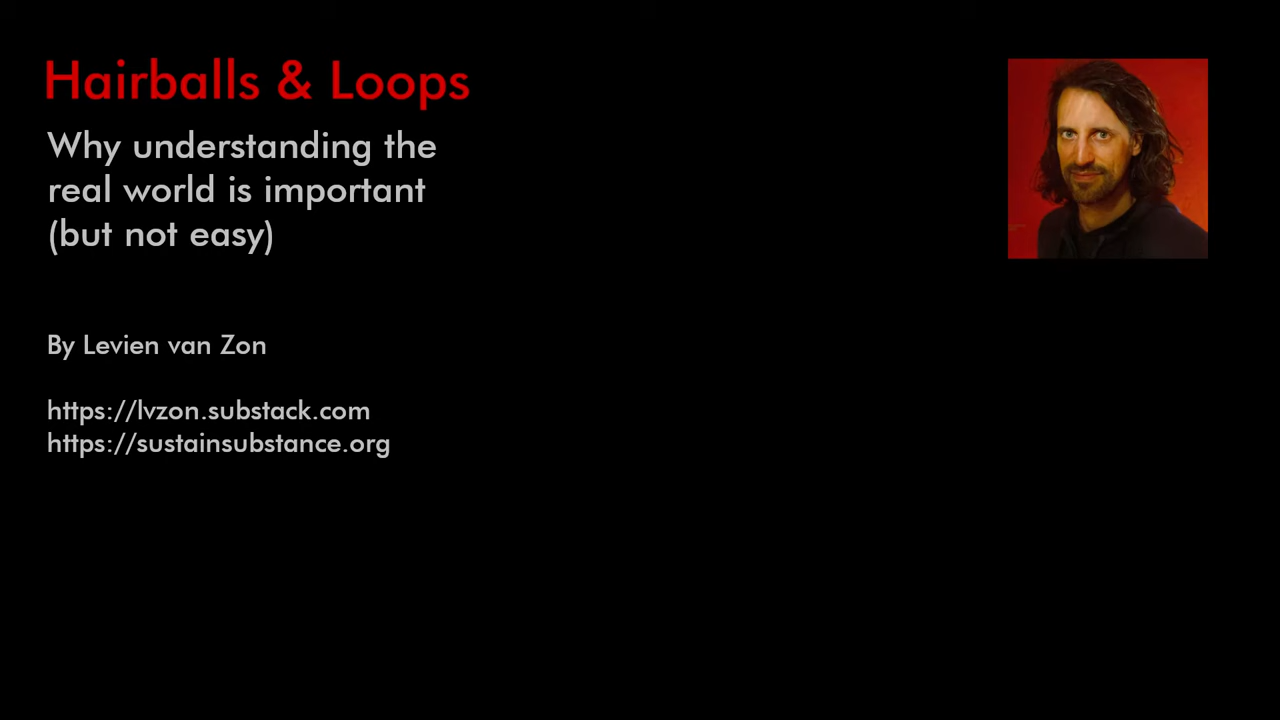 Hairballs & Loops
Why understanding the
real world is important
(but not easy)
By Levien van Zon
https://lvzon.substack.com
https://sustainsubstance.org